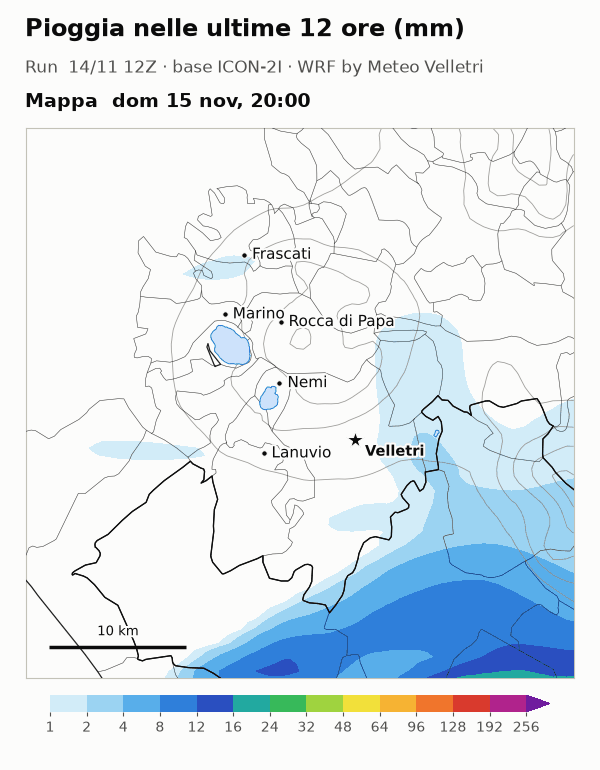 Pioggia nelle ultime 12 ore (mm)
Run  14/11 12Z · base ICON-2I · WRF by Meteo Velletri
Mappa  dom 15 nov, 20:00
Frascati
Marino
Rocca di Papa
Nemi
Velletri
Lanuvio
10 km
1 2 4 8 12 16 24 32 48 64 96 128 192 256